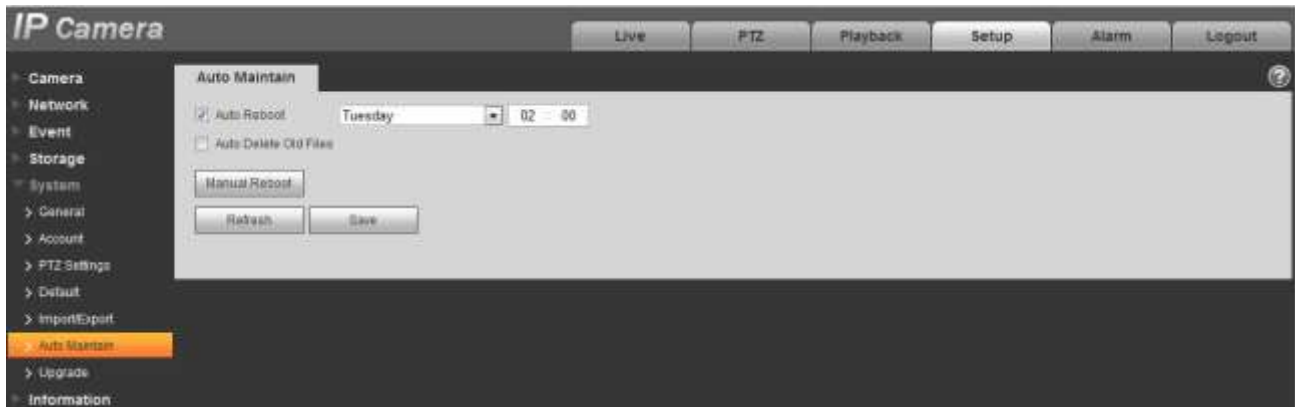 IP Camera
Live PTZ Playback Setup Alarm Logout
Camera
Network
Event
Storage
System
General
Account
PTZ Settings
Default
Import/Export
Auto Maintain
Upgrade
Information
Auto Maintain
Auto Reboot Tuesday 02 : 00
Auto Delete Old Files
Manual Reboot
Refresh Save
?